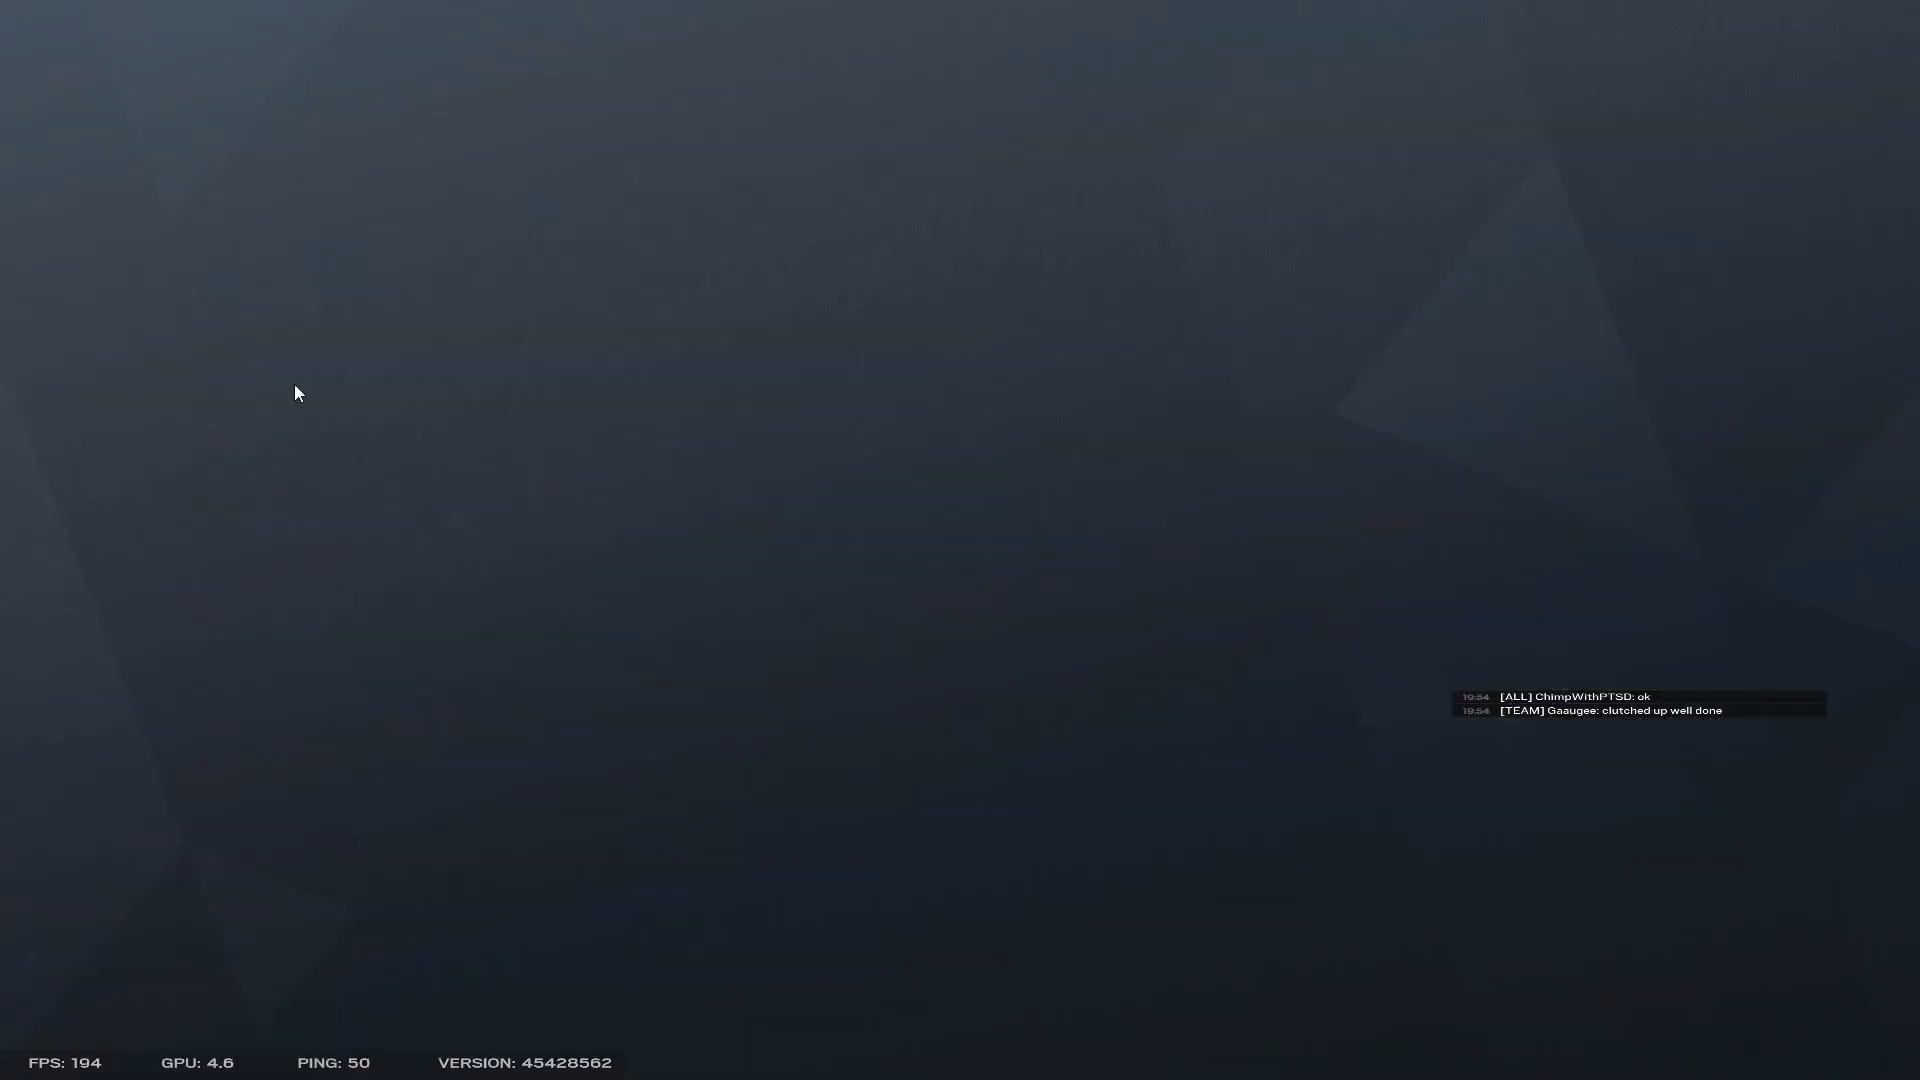 19:54 [ALL] ChimpWithPTSD: ok
19:54 [TEAM] Gaaugee: clutched up well done
FPS: 194 GPU: 4.6 PING: 50 VERSION: 45428562